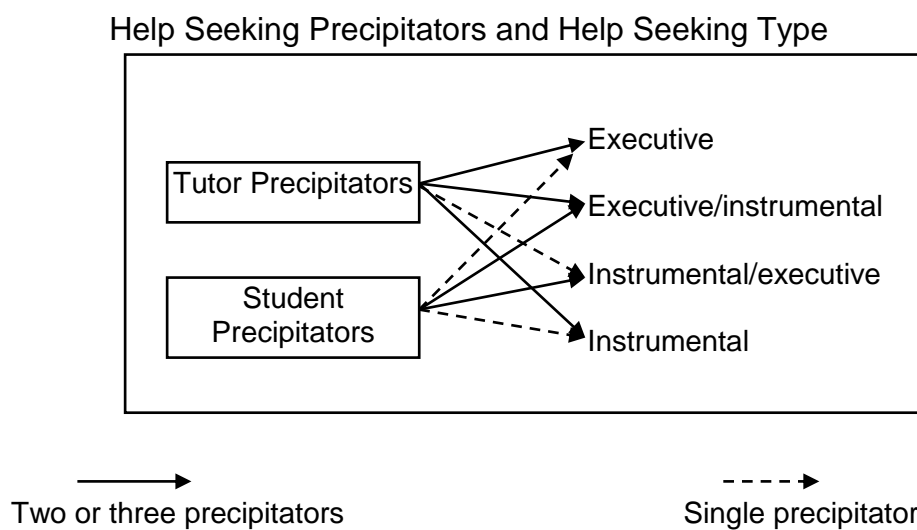 Help Seeking Precipitators and Help Seeking Type
Executive
Tutor Precipitators
Executive/instrumental
Instrumental/executive
Student
Precipitators
Instrumental
Two or three precipitators
Single precipitator